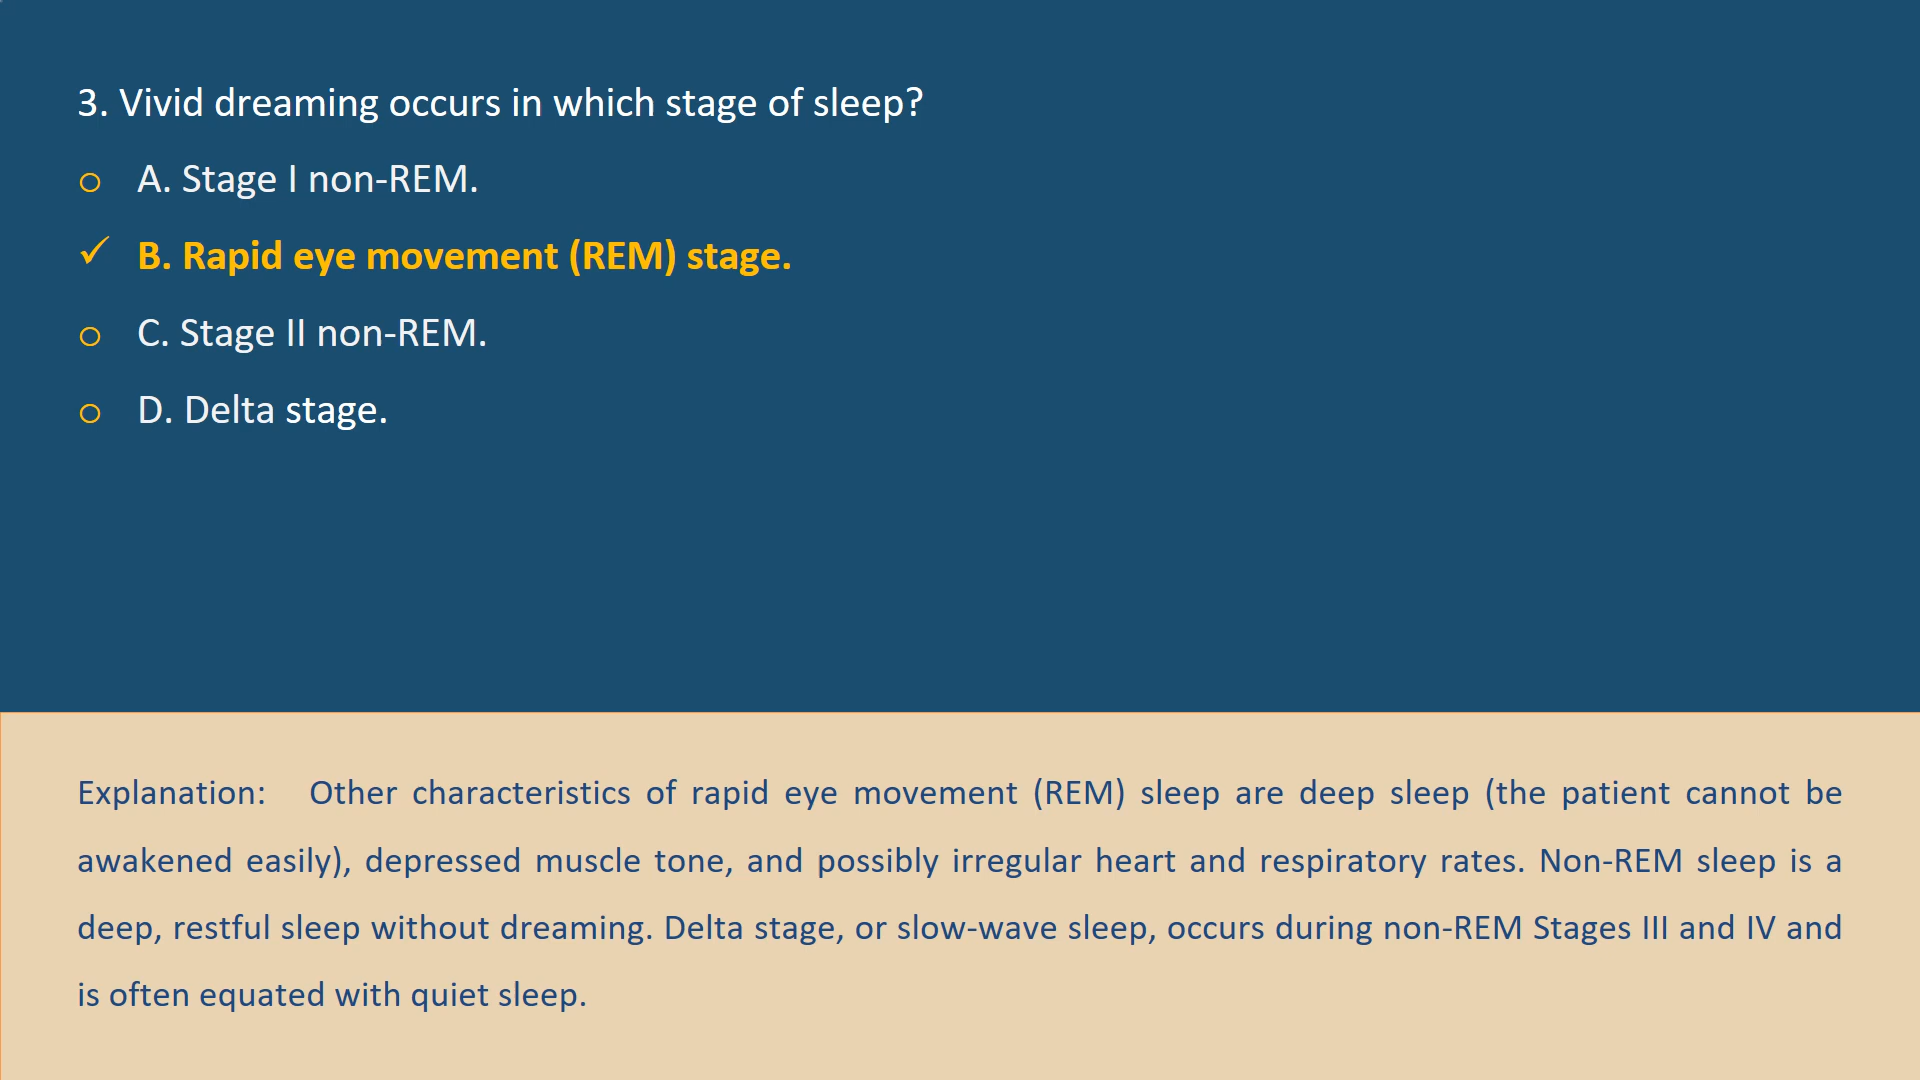 3. Vivid dreaming occurs in which stage of sleep?
A. Stage I non-REM.
B. Rapid eye movement (REM) stage.
C. Stage II non-REM.
D. Delta stage.
Explanation: Other characteristics of rapid eye movement (REM) sleep are deep sleep (the patient cannot be
awakened easily), depressed muscle tone, and possibly irregular heart and respiratory rates. Non-REM sleep is a
deep, restful sleep without dreaming. Delta stage, or slow-wave sleep, occurs during non-REM Stages III and IV and
is often equated with quiet sleep.